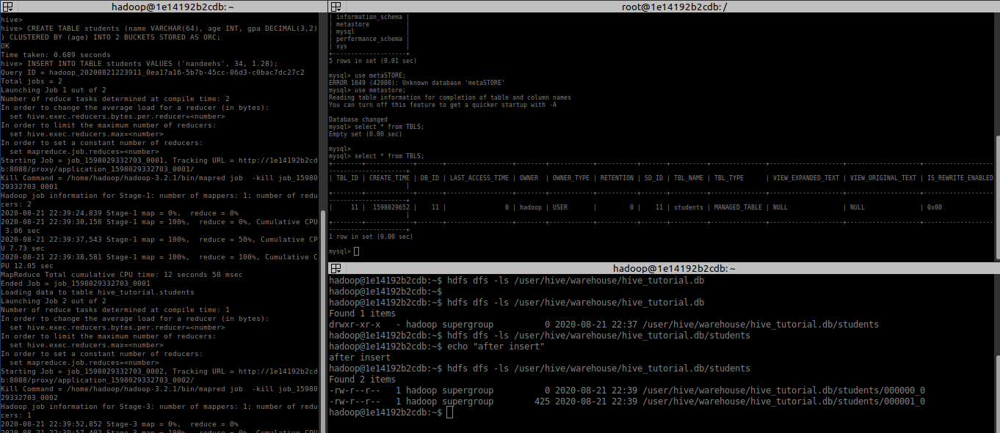 hadoop@1e14192b2cdb: ~
hive>
hive> CREATE TABLE students (name VARCHAR(64), age INT, gpa DECIMAL(3,2)
) CLUSTERED BY (age) INTO 2 BUCKETS STORED AS ORC;
OK
Time taken: 0.689 seconds
hive> INSERT INTO TABLE students VALUES ('nandeehs', 34, 1.28);
Query ID = hadoop_20200821223911_0ea17a16-5b7b-45cc-86d3-c0bac7dc27c2
Total jobs = 2
Launching Job 1 out of 2
Number of reduce tasks determined at compile time: 2
In order to change the average load for a reducer (in bytes):
  set hive.exec.reducers.bytes.per.reducer=<number>
In order to limit the maximum number of reducers:
  set hive.exec.reducers.max=<number>
In order to set a constant number of reducers:
  set mapreduce.job.reduces=<number>
Starting Job = job_1598029332703_0001, Tracking URL = http://1e14192b2cd
b:8088/proxy/application_1598029332703_0001/
Kill Command = /home/hadoop/hadoop-3.2.1/bin/mapred job  -kill job_15980
29332703_0001
Hadoop job information for Stage-1: number of mappers: 1; number of redu
cers: 2
2020-08-21 22:39:24,839 Stage-1 map = 0%,  reduce = 0%
2020-08-21 22:39:30,156 Stage-1 map = 100%,  reduce = 0%, Cumulative CPU
 3.06 sec
2020-08-21 22:39:37,543 Stage-1 map = 100%,  reduce = 50%, Cumulative CP
U 7.73 sec
2020-08-21 22:39:38,581 Stage-1 map = 100%,  reduce = 100%, Cumulative C
PU 12.05 sec
MapReduce Total cumulative CPU time: 12 seconds 50 msec
Ended Job = job_1598029332703_0001
Loading data to table hive_tutorial.students
Launching Job 2 out of 2
Number of reduce tasks determined at compile time: 1
In order to change the average load for a reducer (in bytes):
  set hive.exec.reducers.bytes.per.reducer=<number>
In order to limit the maximum number of reducers:
  set hive.exec.reducers.max=<number>
In order to set a constant number of reducers:
  set mapreduce.job.reduces=<number>
Starting Job = job_1598029332703_0002, Tracking URL = http://1e14192b2cd
b:8088/proxy/application_1598029332703_0002/
Kill Command = /home/hadoop/hadoop-3.2.1/bin/mapred job  -kill job_15980
29332703_0002
Hadoop job information for Stage-3: number of mappers: 1; number of redu
cers: 1
2020-08-21 22:39:52,852 Stage-3 map = 0%,  reduce = 0%
2020-08-21 22:39:57,402 Stage-3 map = 100%,  reduce = 0%, Cumulative CPU
root@1e14192b2cdb: /
| information_schema |
| metastore          |
| mysql              |
| performance_schema |
| sys                |
+--------------------+
5 rows in set (0.01 sec)
mysql> use metaSTORE;
ERROR 1049 (42000): Unknown database 'metaSTORE'
mysql> use metastore;
Reading table information for completion of table and column names
You can turn off this feature to get a quicker startup with -A
Database changed
mysql> select * from TBLS;
Empty set (0.00 sec)
mysql>
mysql> select * from TBLS;
| TBL_ID | CREATE_TIME | DB_ID | LAST_ACCESS_TIME | OWNER  | OWNER_TYPE | RETENTION | SD_ID | TBL_NAME | TBL_TYPE      | VIEW_EXPANDED_TEXT | VIEW_ORIGINAL_TEXT | IS_REWRITE_ENABLED
|
|     11 |  1598029652 |    11 |                0 | hadoop | USER       |         0 |    11 | students | MANAGED_TABLE | NULL               | NULL               | 0x00
|
1 row in set (0.00 sec)
mysql>
hadoop@1e14192b2cdb: ~
hadoop@1e14192b2cdb:~$ hdfs dfs -ls /user/hive/warehouse/hive_tutorial.db
hadoop@1e14192b2cdb:~$
hadoop@1e14192b2cdb:~$ hdfs dfs -ls /user/hive/warehouse/hive_tutorial.db
Found 1 items
drwxr-xr-x   - hadoop supergroup          0 2020-08-21 22:37 /user/hive/warehouse/hive_tutorial.db/students
hadoop@1e14192b2cdb:~$ hdfs dfs -ls /user/hive/warehouse/hive_tutorial.db/students
hadoop@1e14192b2cdb:~$ echo "after insert"
after insert
hadoop@1e14192b2cdb:~$ hdfs dfs -ls /user/hive/warehouse/hive_tutorial.db/students
Found 2 items
-rw-r--r--   1 hadoop supergroup          0 2020-08-21 22:39 /user/hive/warehouse/hive_tutorial.db/students/000000_0
-rw-r--r--   1 hadoop supergroup        425 2020-08-21 22:39 /user/hive/warehouse/hive_tutorial.db/students/000001_0
hadoop@1e14192b2cdb:~$